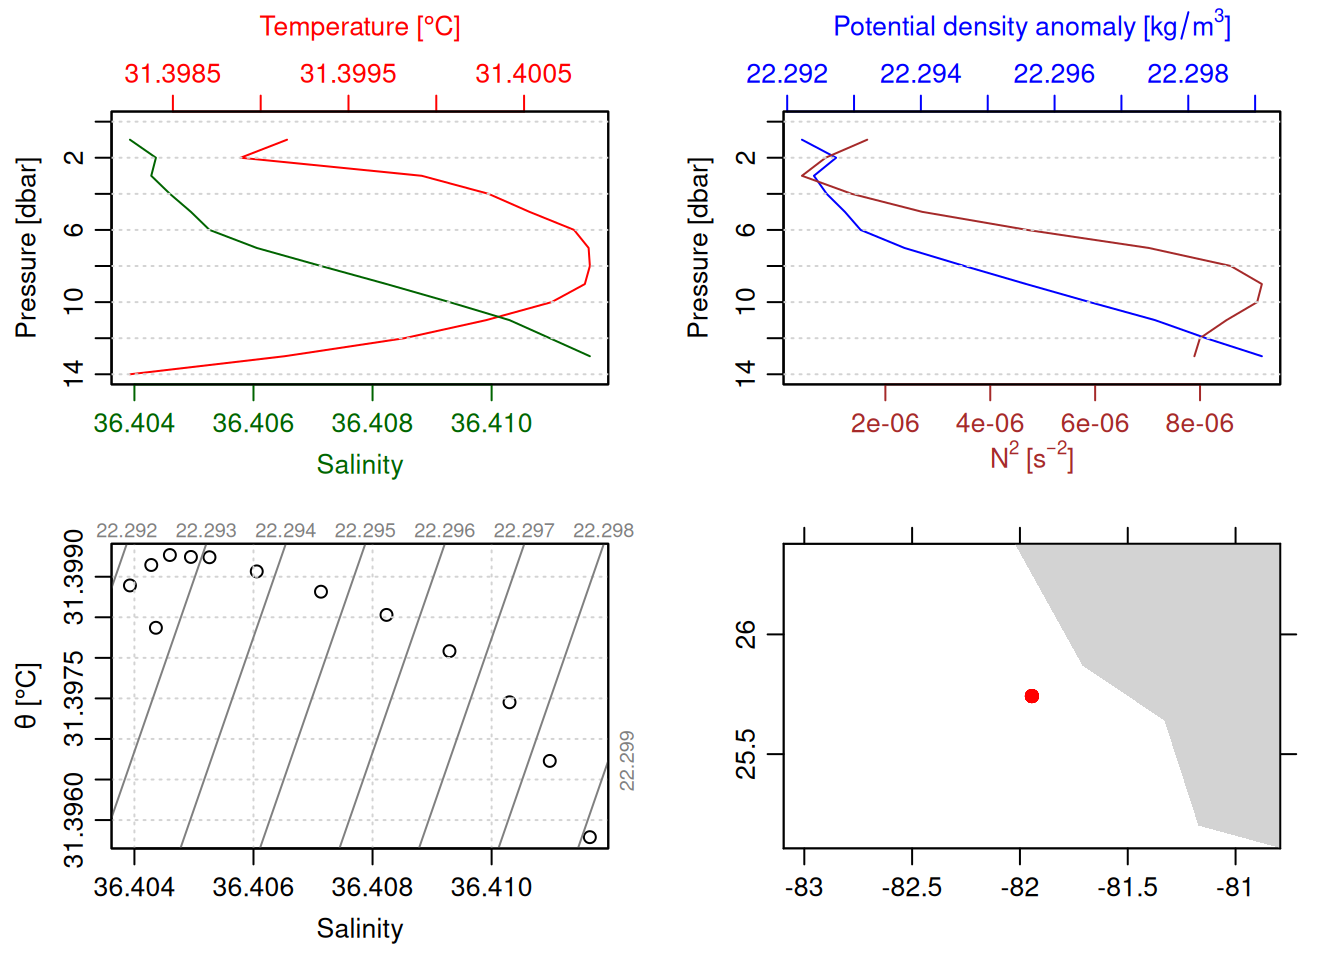 Temperature [°C]
31.3985 31.3995 31.4005
Pressure [dbar]
2
6
10
14
36.404 36.406 36.408 36.410
Salinity
Potential density anomaly [kg/m³]
22.292 22.294 22.296 22.298
Pressure [dbar]
2
6
10
14
2e-06 4e-06 6e-06 8e-06
N² [s⁻²]
22.292 22.293 22.294 22.295 22.296 22.297 22.298
22.299
θ [°C]
31.3990
31.3975
31.3960
36.404 36.406 36.408 36.410
Salinity
26
25.5
-83 -82.5 -82 -81.5 -81